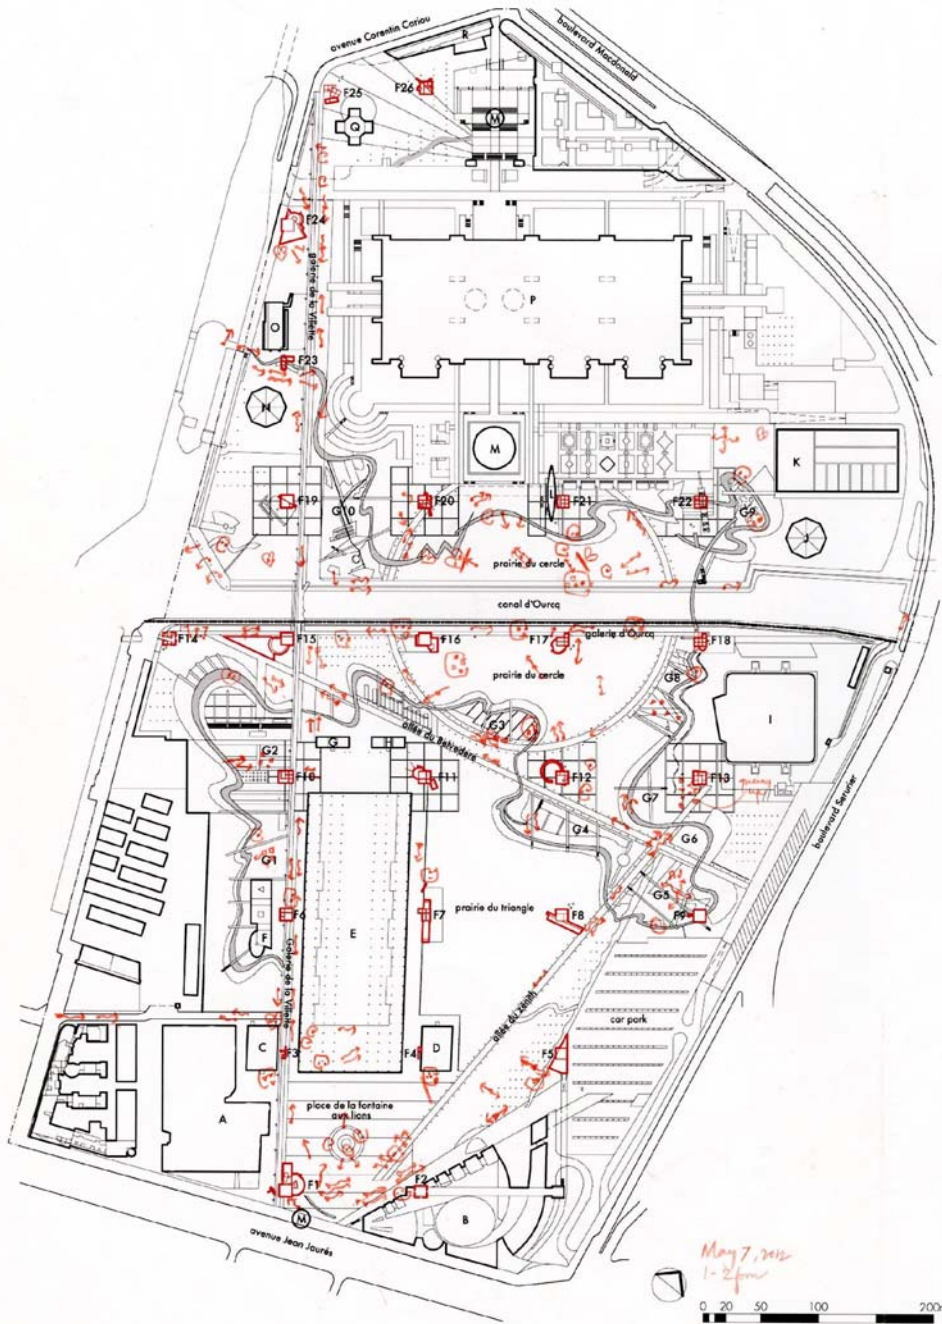 avenue Corentin Cariou
boulevard Macdonald
R
F25
F26
M
Q
F24
galerie de la Villette
P
O
F23
N
M
K
F19
F20
L
F21
F22
G10
G9
J
prairie du cercle
canal d'Ourcq
F14
F15
F16
F17
galerie d'Ourcq
F18
prairie du cercle
G8
I
G3
allée du Belvedere
G
H
G2
F10
F11
F12
F13
G7
G4
G6
boulevard Serurier
G1
G5
F6
E
F7
prairie du triangle
F8
F9
F
Galerie de la Villette
allée du zénith
car park
C
F3
F4
D
F5
A
place de la fontaine
aux lions
F1
F2
M
B
avenue Jean Jaurés
May 7, 2012
1-2pm
0 20 50 100 200